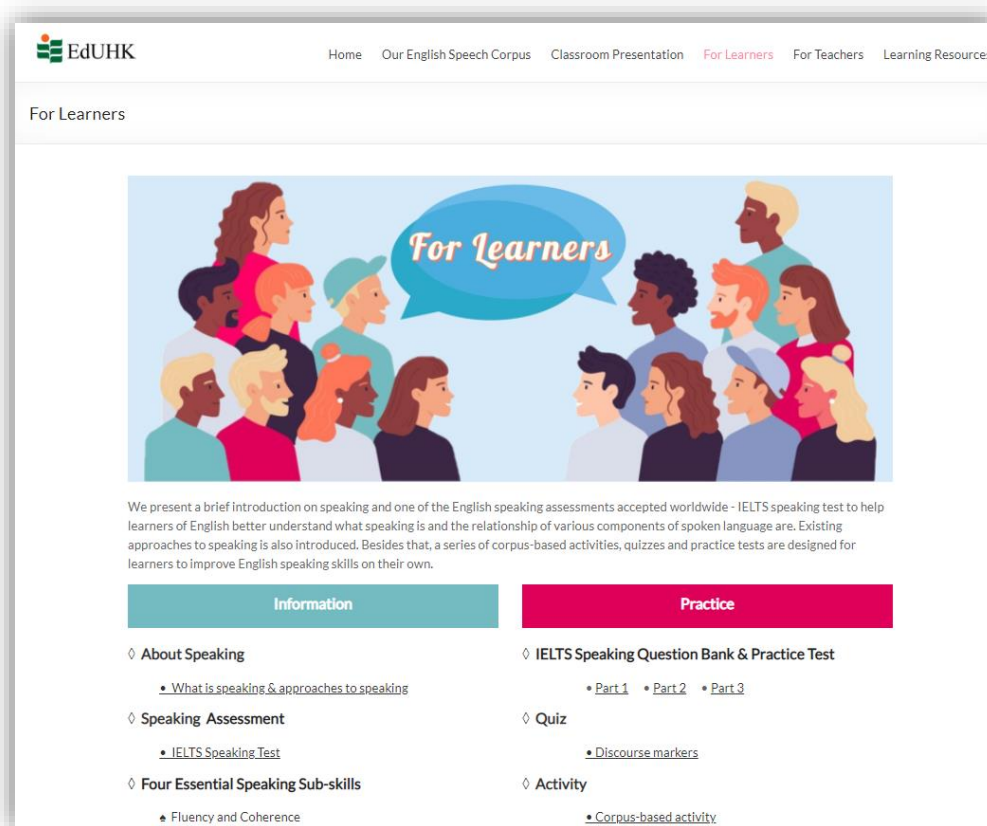 EdUHK
Home Our English Speech Corpus Classroom Presentation For Learners For Teachers Learning Resources
For Learners
For Learners
We present a brief introduction on speaking and one of the English speaking assessments accepted worldwide - IELTS speaking test to help
learners of English better understand what speaking is and the relationship of various components of spoken language are. Existing
approaches to speaking is also introduced. Besides that, a series of corpus-based activities, quizzes and practice tests are designed for
learners to improve English speaking skills on their own.
Information
◊ About Speaking
• What is speaking & approaches to speaking
◊ Speaking Assessment
• IELTS Speaking Test
◊ Four Essential Speaking Sub-skills
♠ Fluency and Coherence
Practice
◊ IELTS Speaking Question Bank & Practice Test
• Part 1 • Part 2 • Part 3
◊ Quiz
• Discourse markers
◊ Activity
• Corpus-based activity